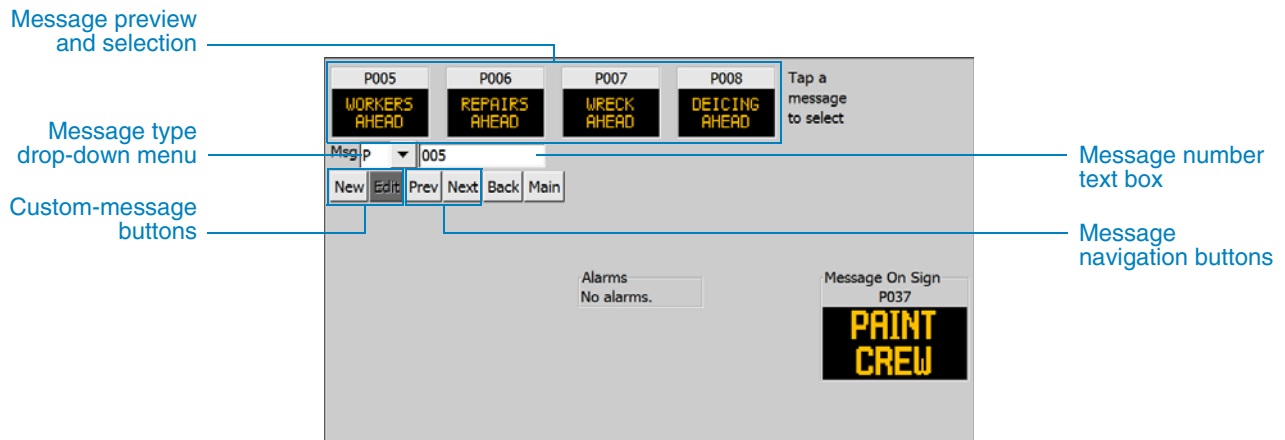 Message preview
and selection
P005
P006
P007
P008
Tap a
message
to select
WORKERS
AHEAD
REPAIRS
AHEAD
WRECK
AHEAD
DEICING
AHEAD
Message type
drop-down menu
Msg P 005
Message number
text box
New Edit Prev Next Back Main
Custom-message
buttons
Message
navigation buttons
Alarms
No alarms.
Message On Sign
P037
PAINT
CREW